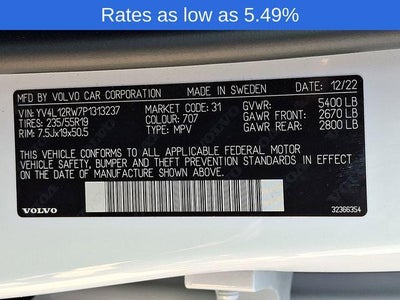 Rates as low as 5.49%
MFD BY VOLVO CAR CORPORATION MADE IN SWEDEN DATE: 12/22
VIN: YV4L12RW7P1313237 MARKET CODE: 31 GVWR: 5400 LB
TIRES: 235/55R19 COLOUR: 707 GAWR FRONT: 2670 LB
RIM: 7.5Jx19x50.5 TYPE: MPV GAWR REAR: 2800 LB
THIS VEHICLE CONFORMS TO ALL APPLICABLE FEDERAL MOTOR
VEHICLE SAFETY, BUMPER AND THEFT PREVENTION STANDARDS IN EFFECT
ON THE DATE OF MANUFACTURE SHOWN ABOVE.
VOLVO 32366354